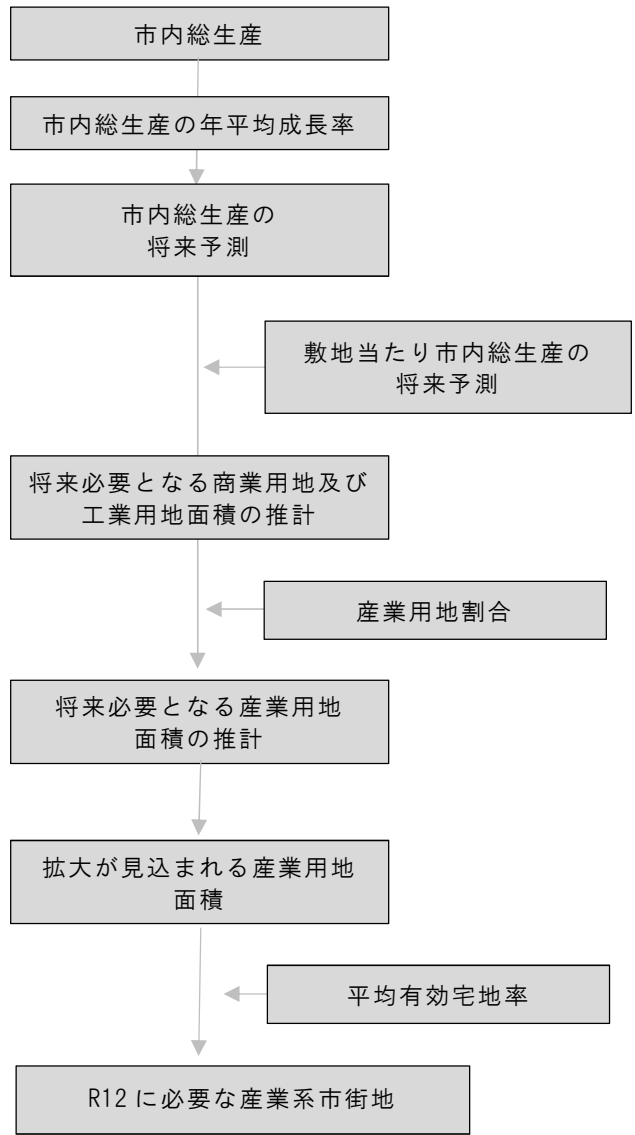 市内総生産
市内総生産の年平均成長率
市内総生産の
将来予測
敷地当たり市内総生産の
将来予測
将来必要となる商業用地及び
工業用地面積の推計
産業用地割合
将来必要となる産業用地
面積の推計
拡大が見込まれる産業用地
面積
平均有効宅地率
R12に必要な産業系市街地